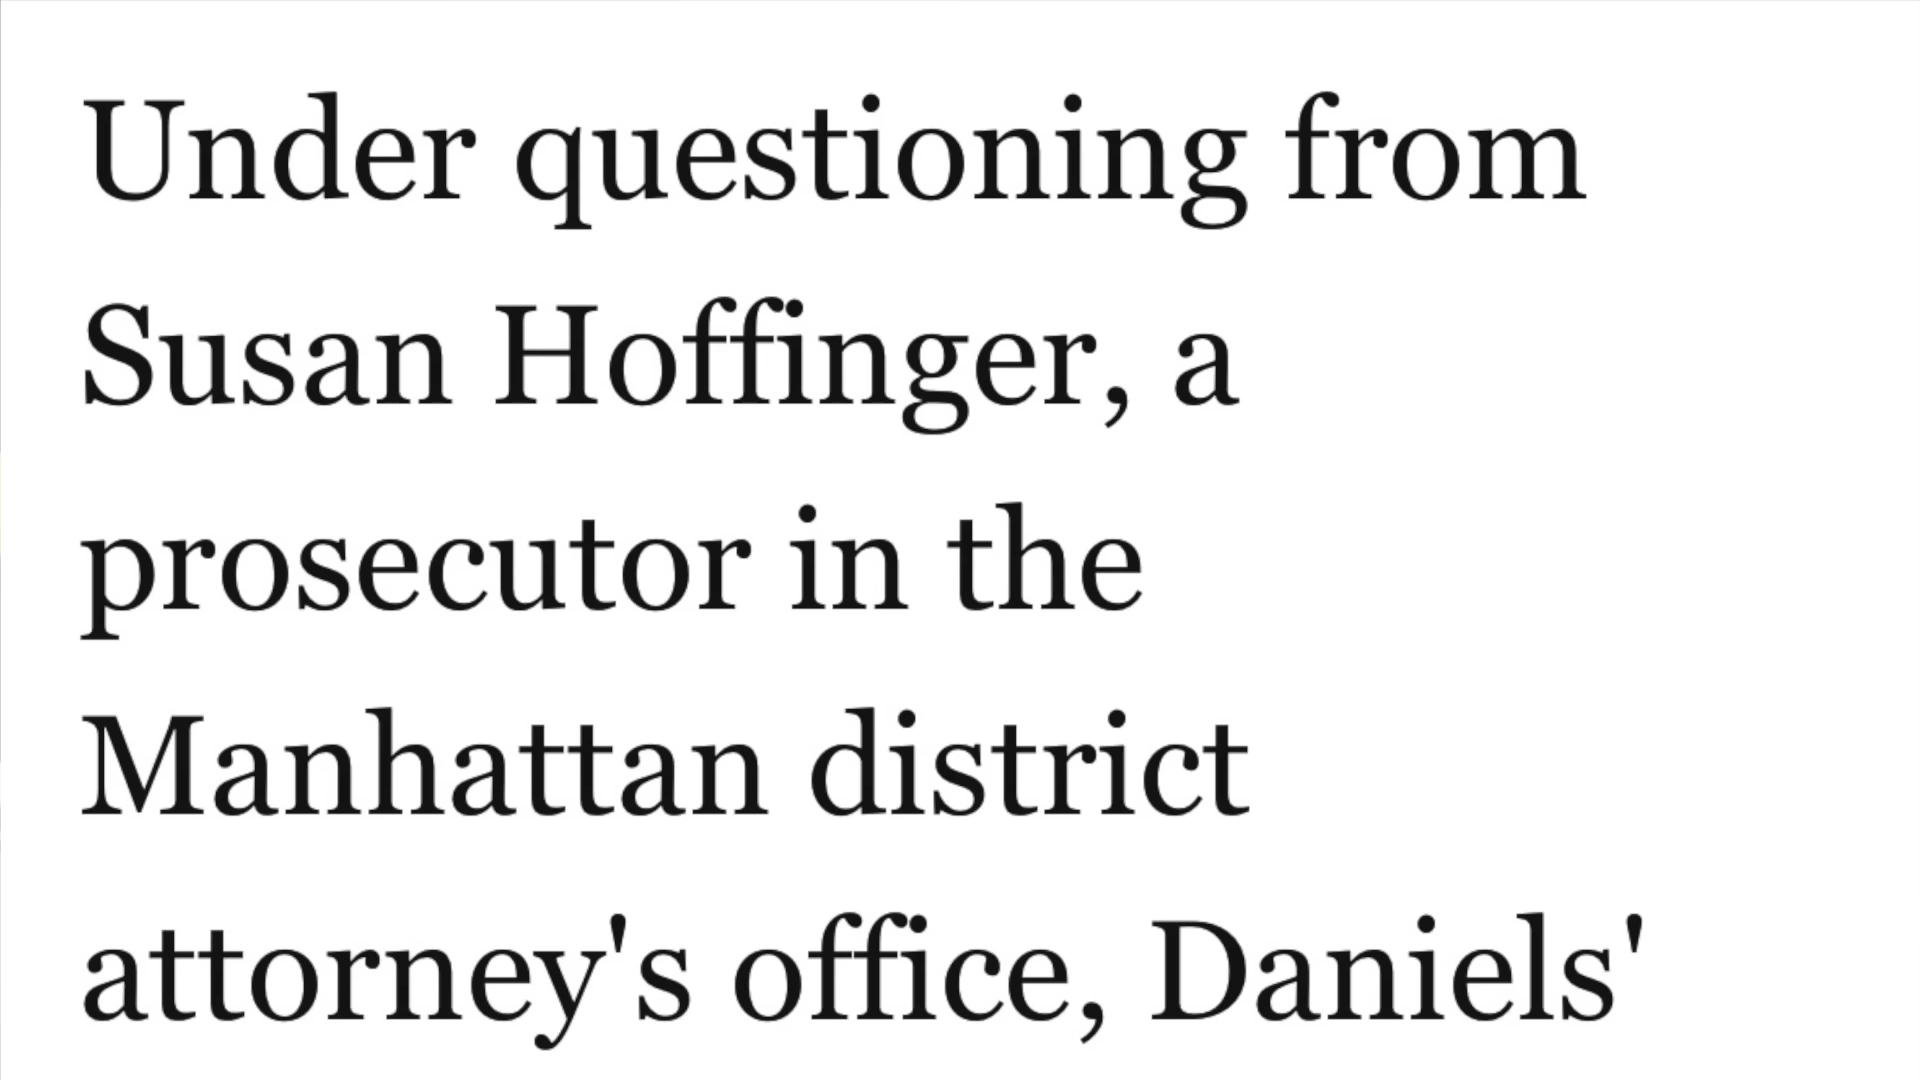 Under questioning from
Susan Hoffinger, a
prosecutor in the
Manhattan district
attorney's office, Daniels'